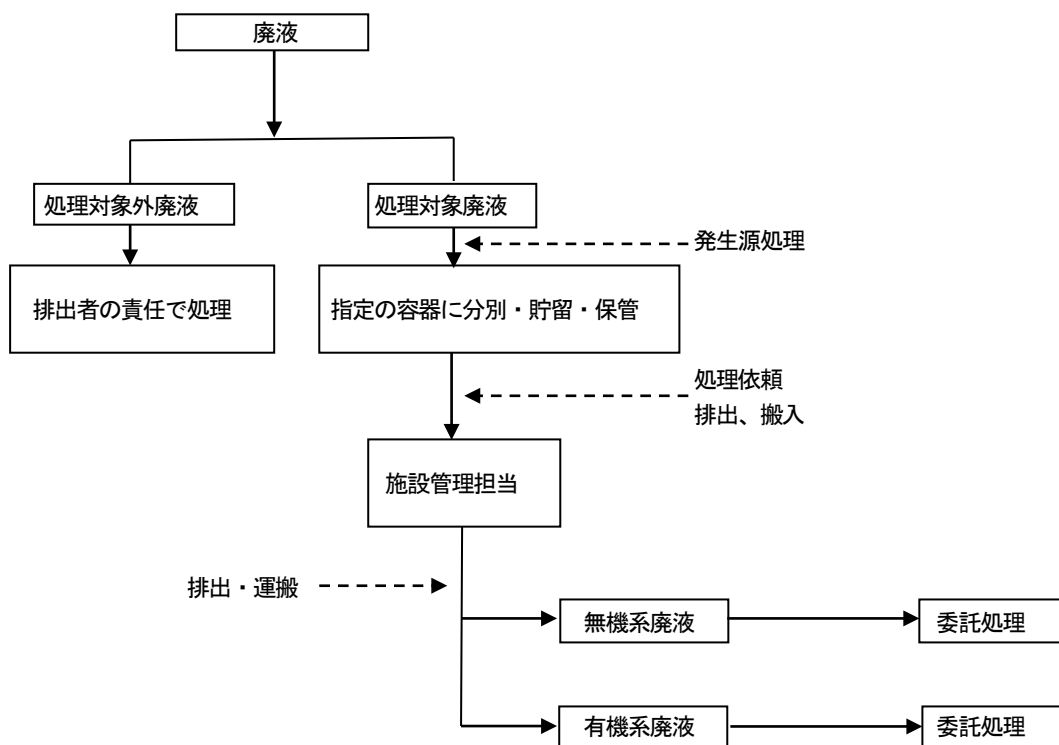 廃液
処理対象外廃液
処理対象廃液
発生源処理
排出者の責任で処理
指定の容器に分別・貯留・保管
処理依頼
排出、搬入
施設管理担当
排出・運搬
無機系廃液
委託処理
有機系廃液
委託処理